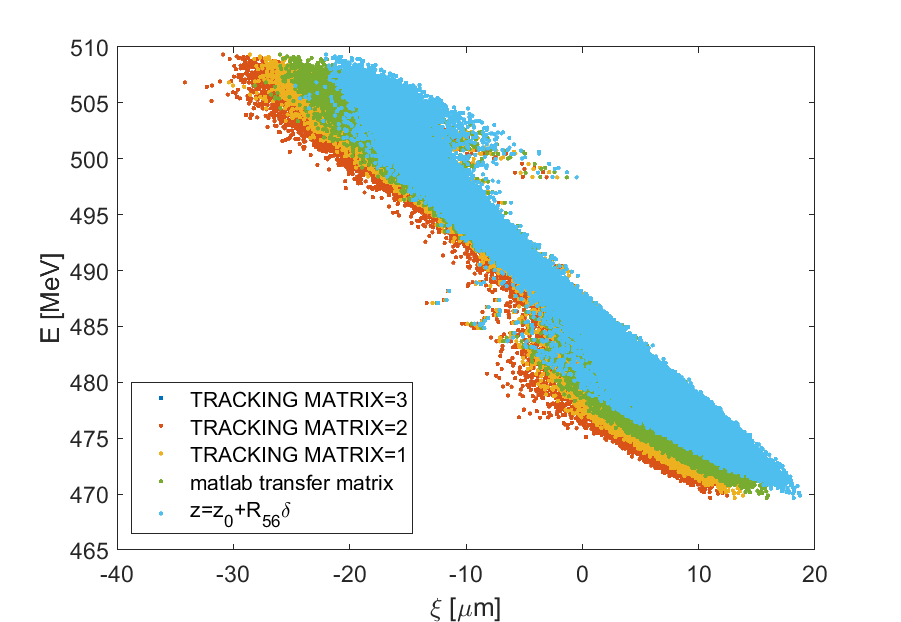 510
505
500
495
490
485
480
475
470
465
E [MeV]
TRACKING MATRIX=3
TRACKING MATRIX=2
TRACKING MATRIX=1
matlab transfer matrix
z=z₀+R₅₆δ
-40 -30 -20 -10 0 10 20
ξ [μm]